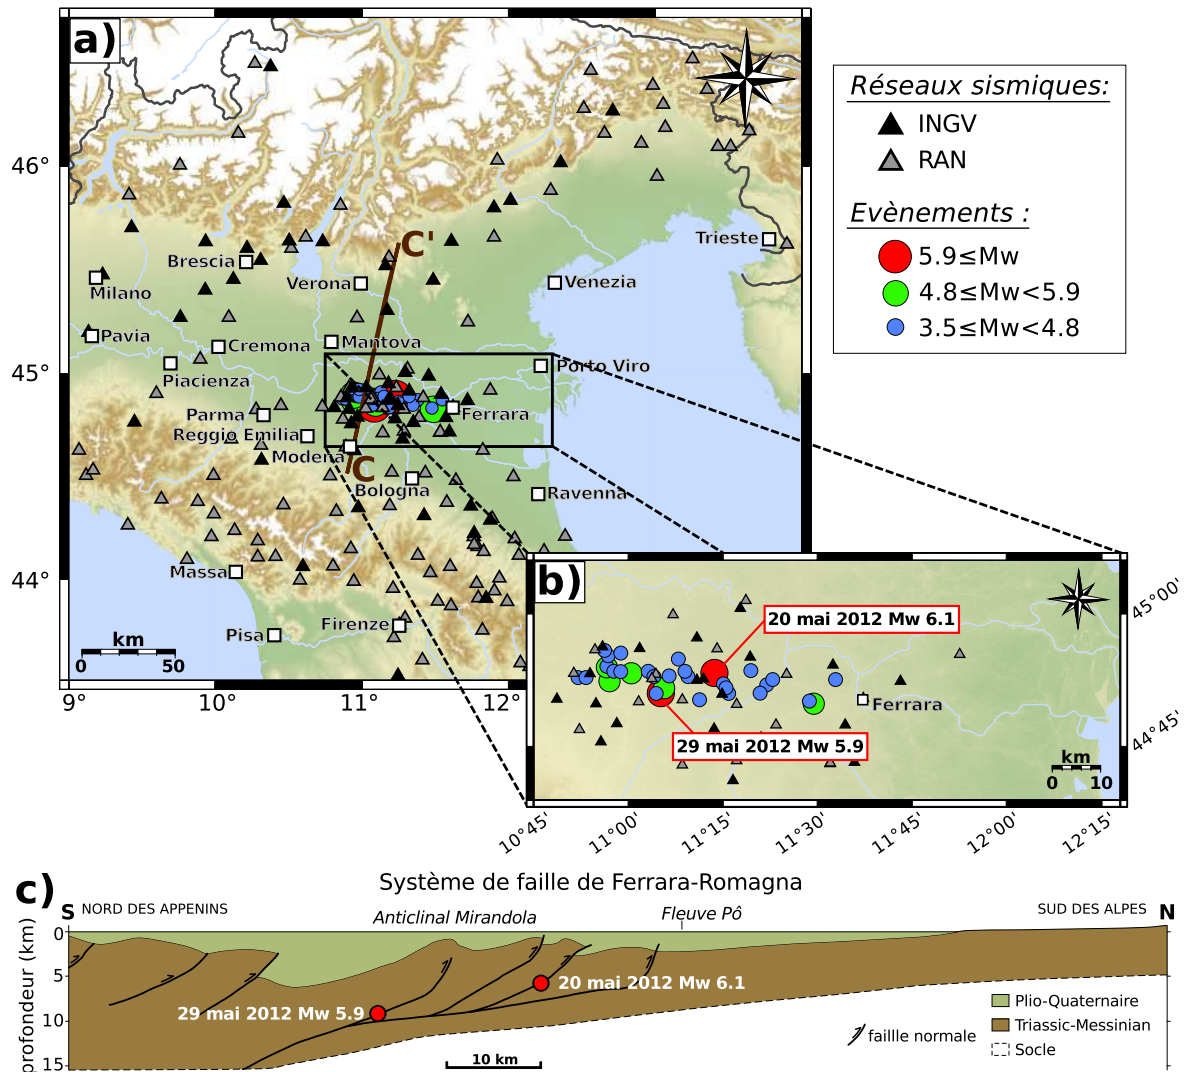 a)
46°
45°
44°
9°
10°
11°
12°
Trieste
Brescia
Verona
Venezia
Milano
Pavia
Cremona
Mantova
Piacienza
Porto Viro
Parma
Ferrara
Reggio Emilia
Modena
Bologna
Ravenna
Massa
Firenze
Pisa
C'
C
km
0 50
Réseaux sismiques:
INGV
RAN
Evènements :
5.9≤Mw
4.8≤Mw<5.9
3.5≤Mw<4.8
b)
20 mai 2012 Mw 6.1
29 mai 2012 Mw 5.9
Ferrara
km
0 10
45°00'
44°45'
10°45'
11°00'
11°15'
11°30'
11°45'
12°00'
12°15'
c)
Système de faille de Ferrara-Romagna
S NORD DES APPENINS
Anticlinal Mirandola
Fleuve Pô
SUD DES ALPES N
profondeur (km)
0
5
10
15
20 mai 2012 Mw 6.1
29 mai 2012 Mw 5.9
10 km
faillle normale
Plio-Quaternaire
Triassic-Messinian
Socle